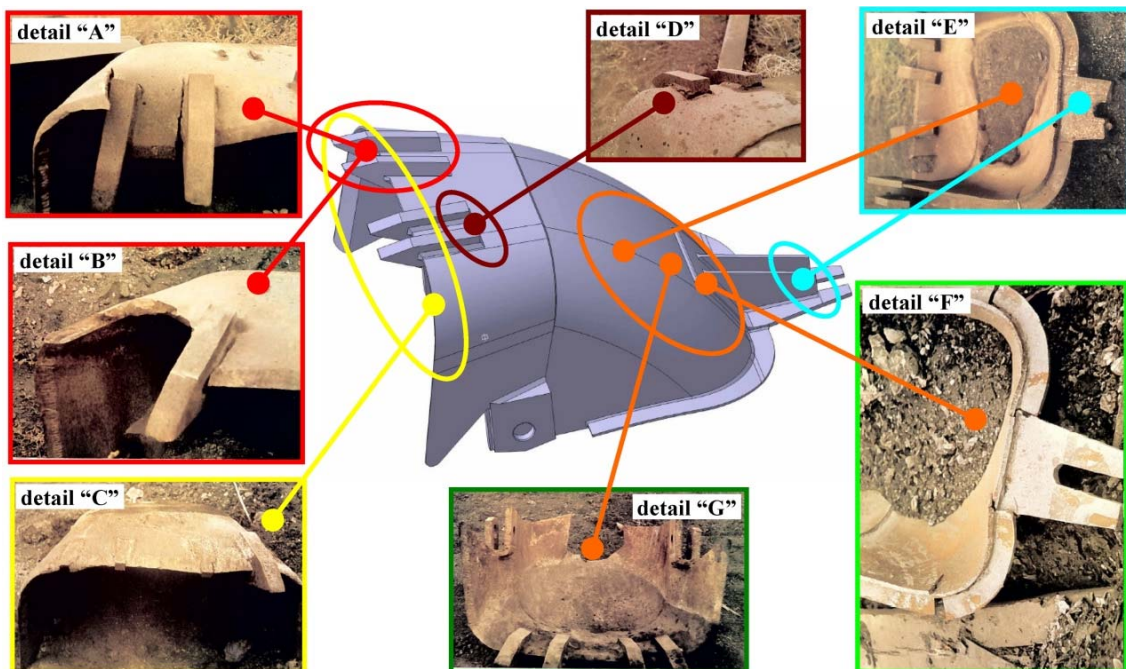 detail “A”
detail “D”
detail “E”
detail “B”
detail “F”
detail “C”
detail “G”